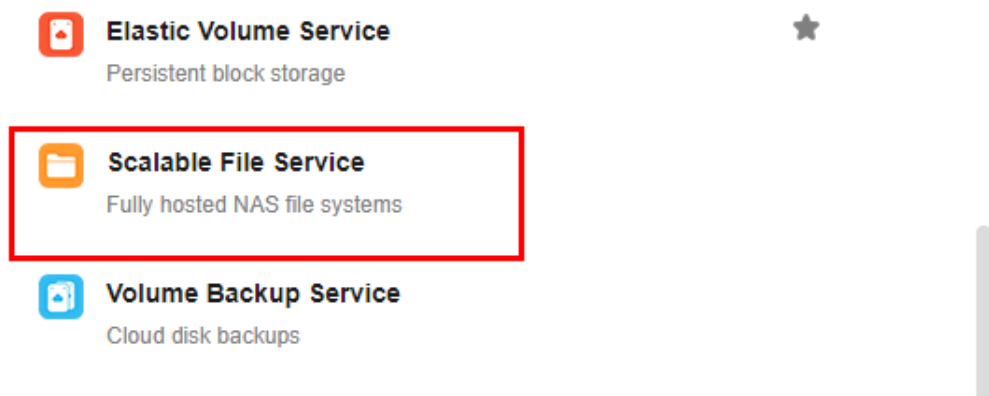 Elastic Volume Service
Persistent block storage
Scalable File Service
Fully hosted NAS file systems
Volume Backup Service
Cloud disk backups